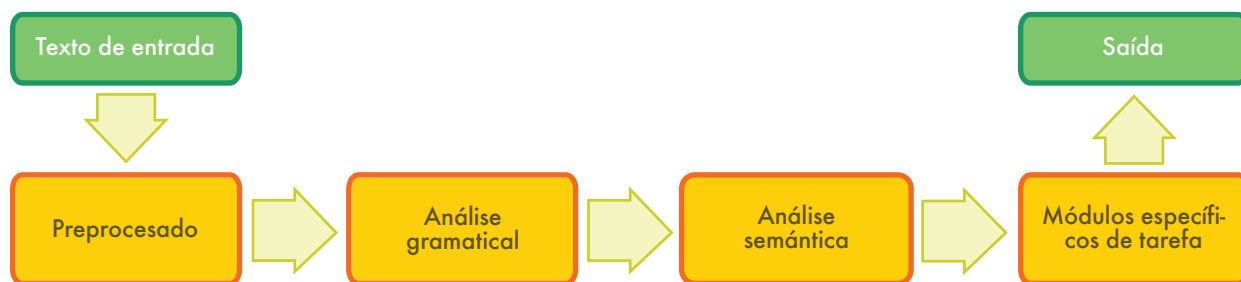 Texto de entrada
Saída
Preprocesado
Análise
gramatical
Análise
semántica
Módulos específi-
cos de tarefa